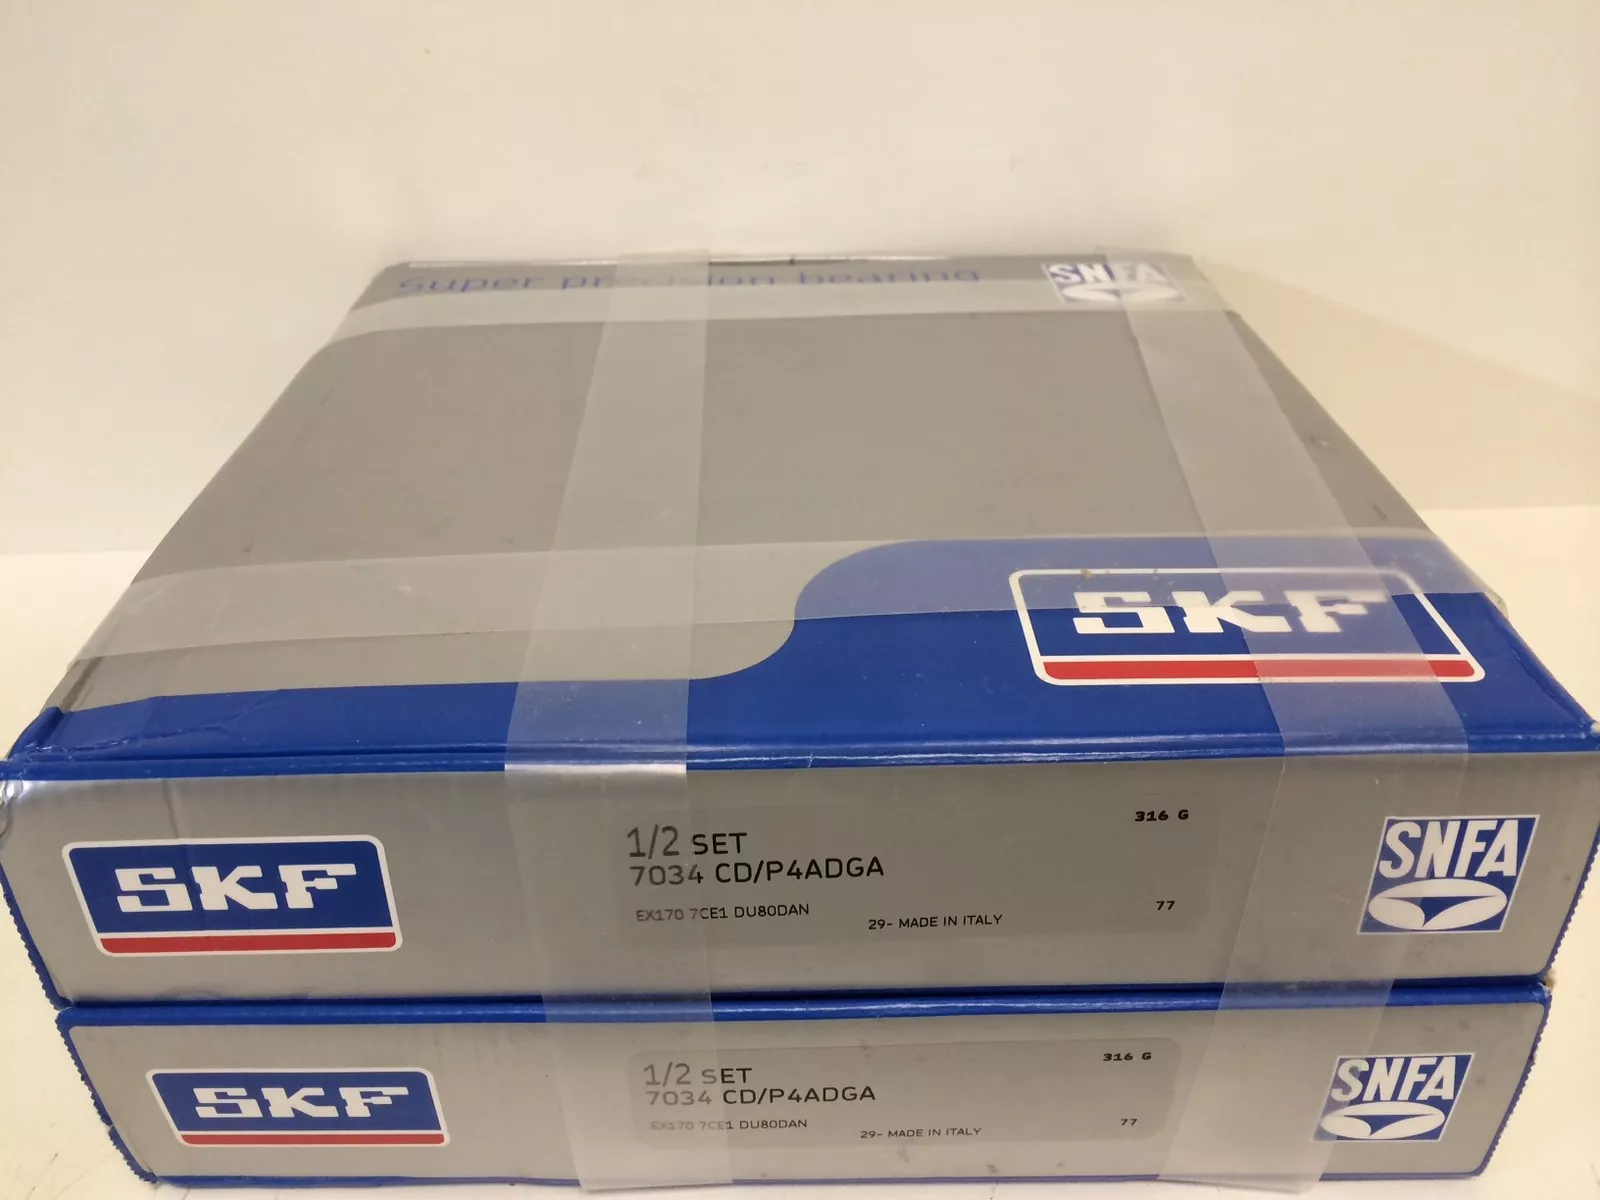 super precision bearing
SNFA
SKF
SKF
1/2 SET
7034 CD/P4ADGA
EX170 7CE1 DU80DAN
29- MADE IN ITALY
316 G
77
SNFA
SKF
1/2 SET
7034 CD/P4ADGA
EX170 7CE1 DU80DAN
29- MADE IN ITALY
316 G
77
SNFA